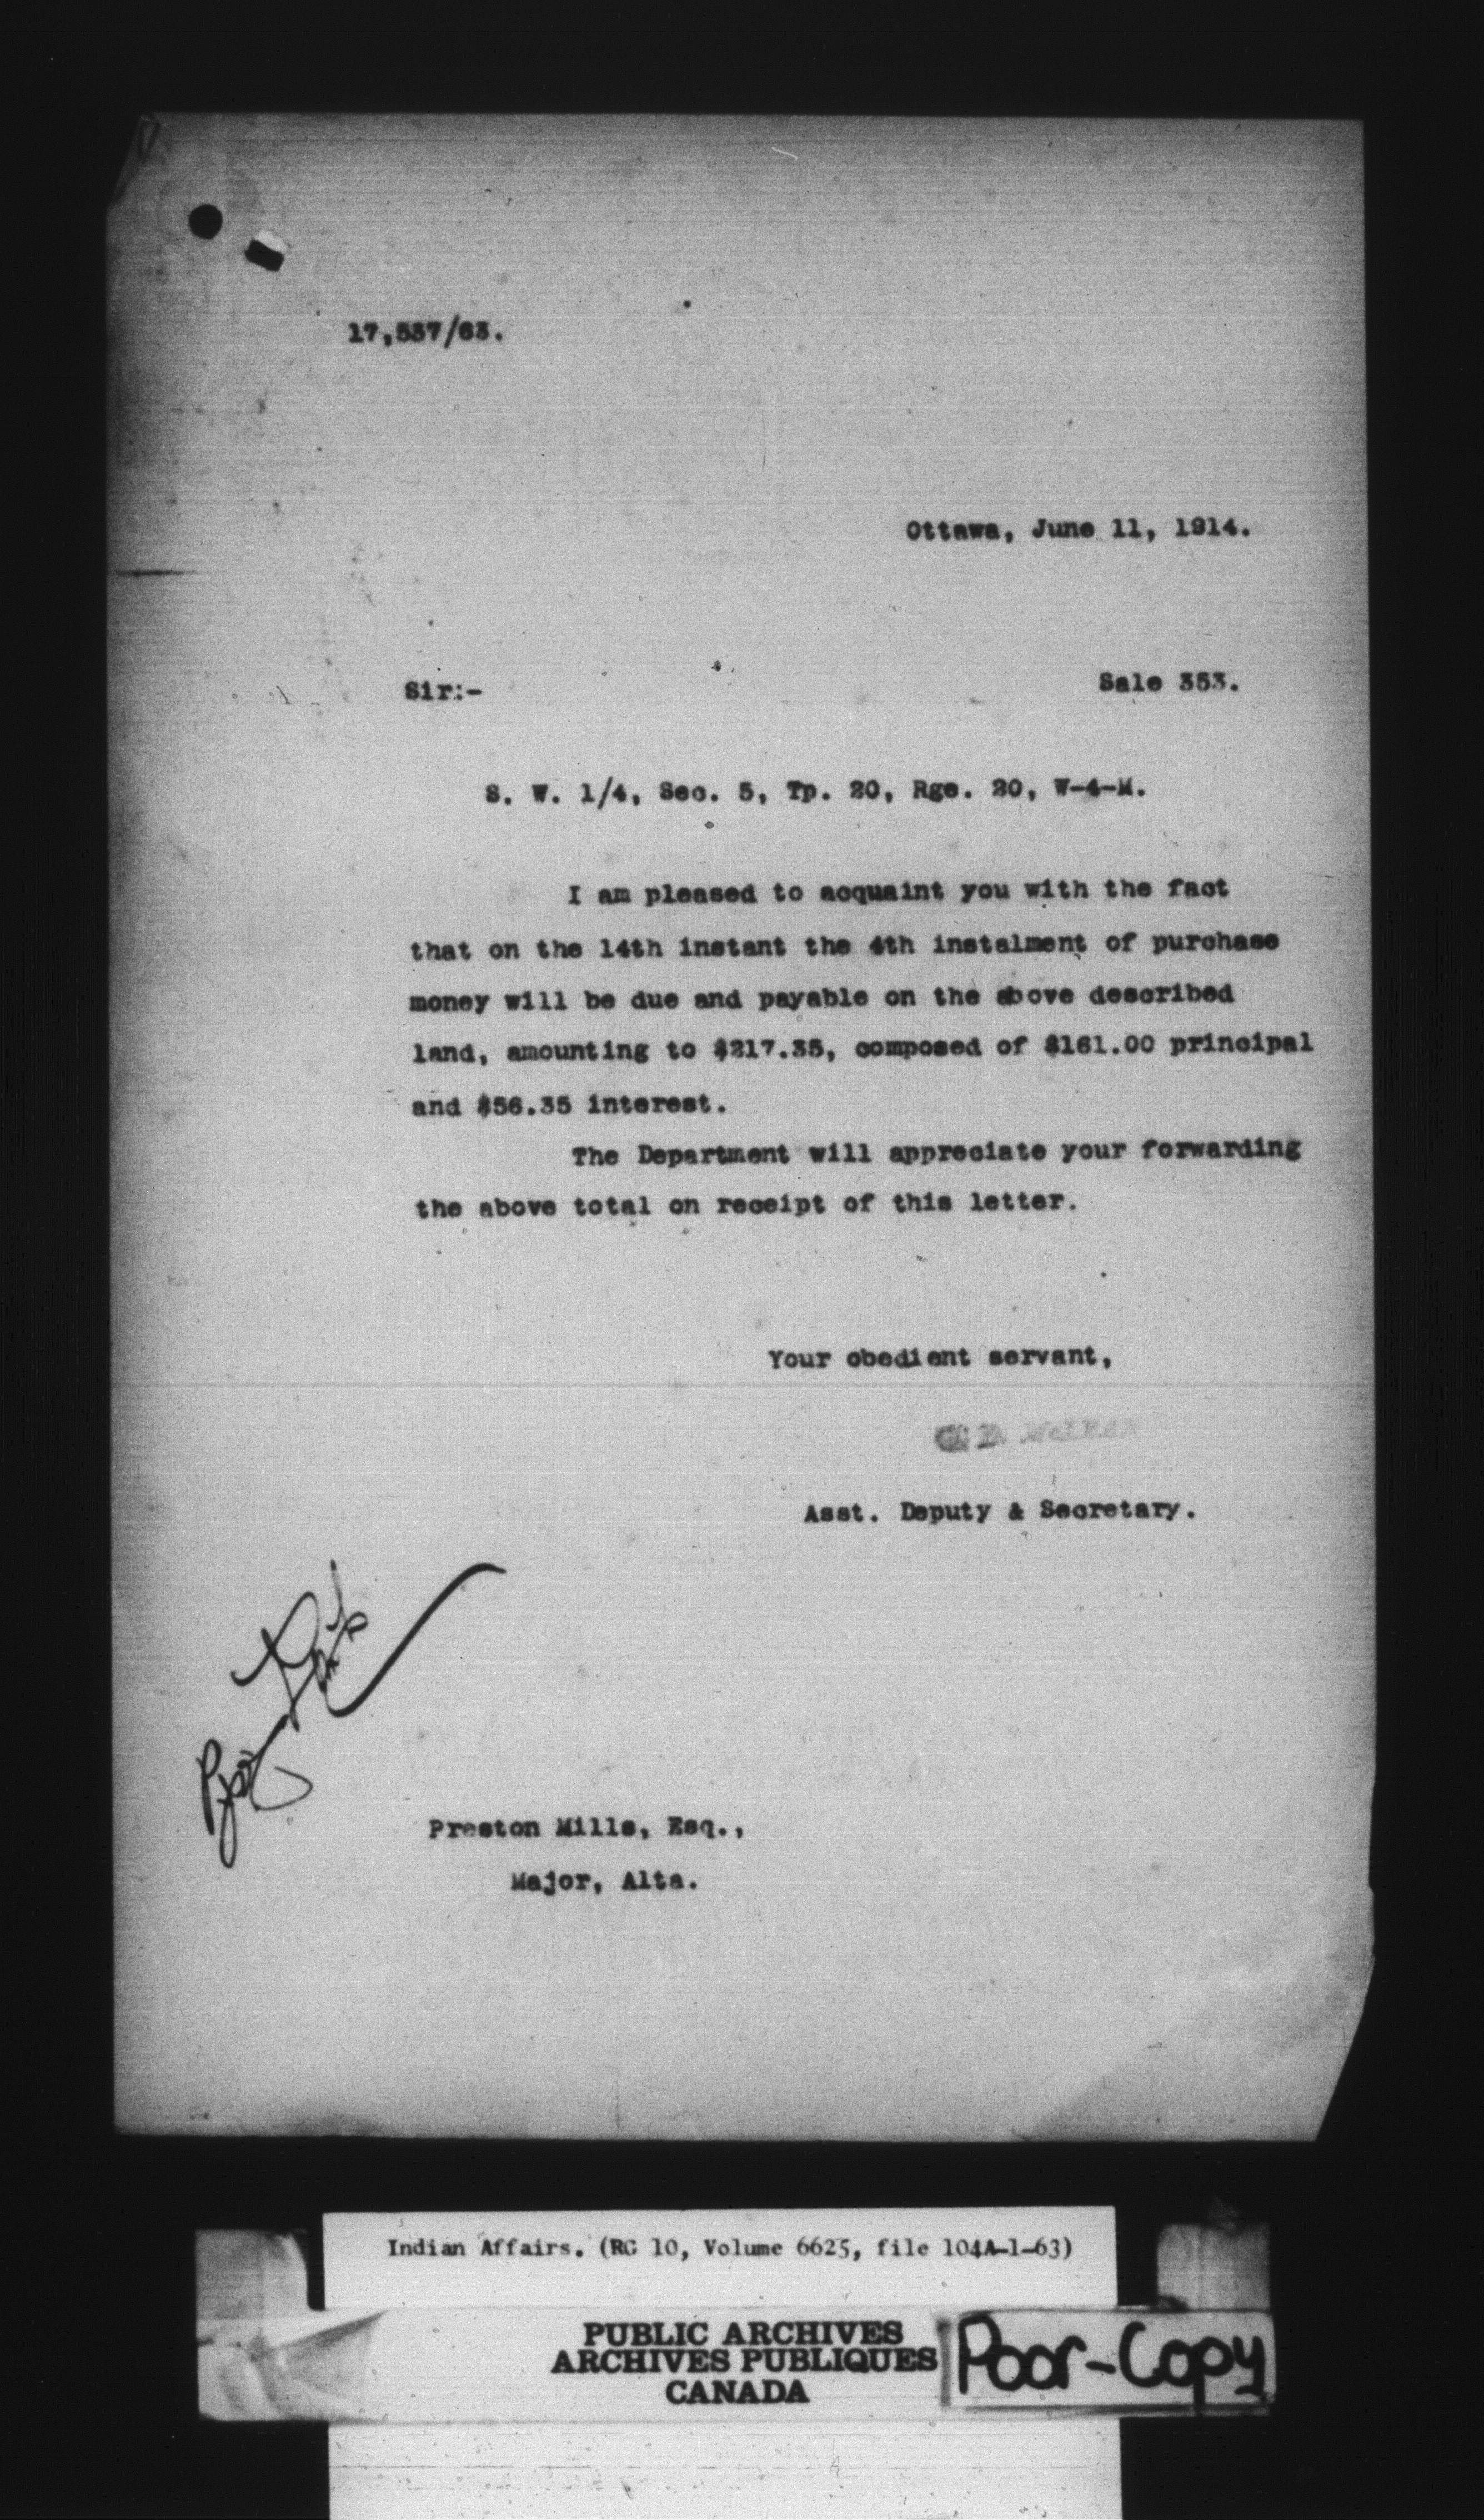 17,537/63.
Ottawa, June 11, 1914.
Sir:- Sale 353.
S. W. 1/4, Sec. 5, Tp. 20, Rge. 20, W-4-M.
I am pleased to acquaint you with the fact
that on the 14th instant the 4th instalment of purchase
money will be due and payable on the above described
land, amounting to $217.35, composed of $161.00 principal
and $56.35 interest.
The Department will appreciate your forwarding
the above total on receipt of this letter.
Your obedient servant,
McLEAN
Asst. Deputy & Secretary.
Preston Mills, Esq.,
Major, Alta.
Indian Affairs. (RG 10, Volume 6625, file 104A-1-63)
PUBLIC ARCHIVES
ARCHIVES PUBLIQUES
CANADA
Poor-Copy